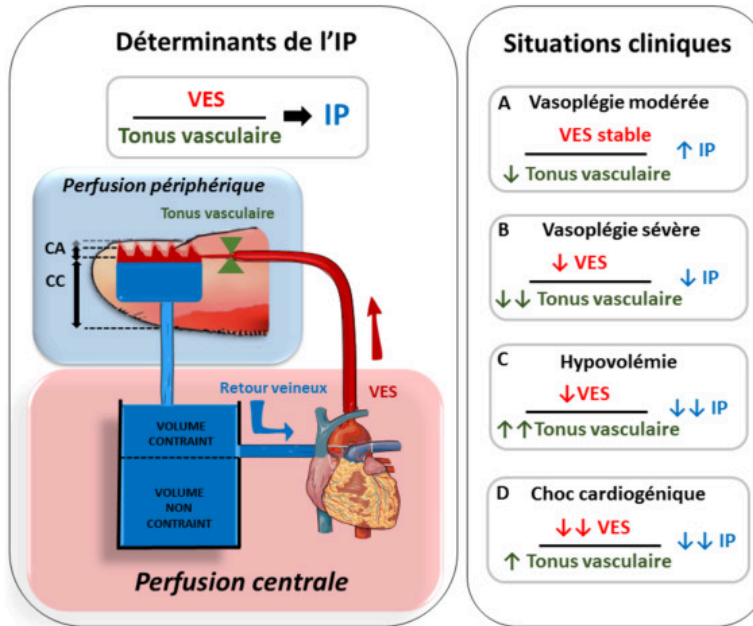 Déterminants de l'IP
VES
Tonus vasculaire
➡ IP
Perfusion périphérique
Tonus vasculaire
CA
CC
Retour veineux
VES
VOLUME
CONTRAINT
VOLUME
NON
CONTRAINT
Perfusion centrale
Situations cliniques
A Vasoplégie modérée
VES stable
↑ IP
↓ Tonus vasculaire
B Vasoplégie sévère
↓ VES
↓ IP
↓↓ Tonus vasculaire
C Hypovolémie
↓VES
↓↓ IP
↑↑Tonus vasculaire
D Choc cardiogénique
↓↓ VES
↓↓ IP
↑ Tonus vasculaire